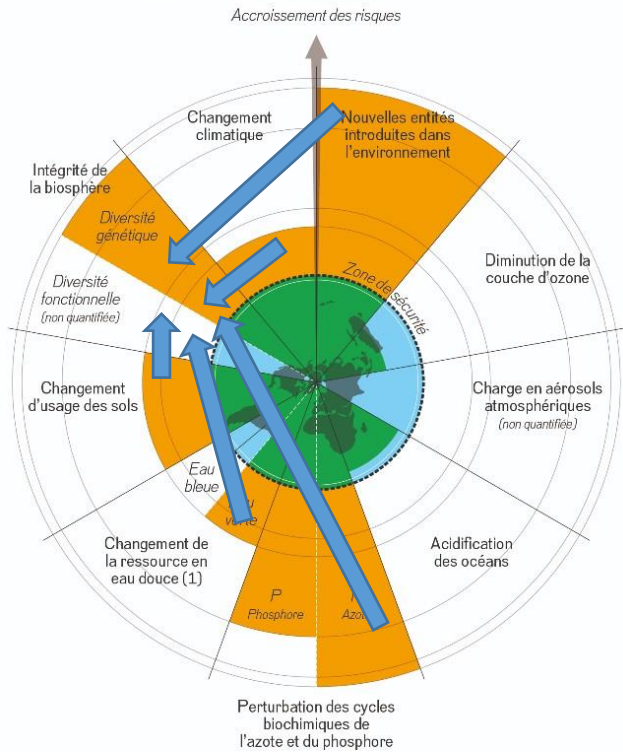 Accroissement des risques
Changement
climatique
Nouvelles entités
introduites dans
l'environnement
Intégrité de
la biosphère
Diversité
génétique
Diversité
fonctionnelle
(non quantifiée)
Zone de sécurité
Diminution de la
couche d'ozone
Changement
d'usage des sols
Charge en aérosols
atmosphériques
(non quantifiée)
Eau
bleue
Changement de
la ressource en
eau douce (1)
Acidification
des océans
P
Phosphore
Perturbation des cycles
biochimiques de
l'azote et du phosphore